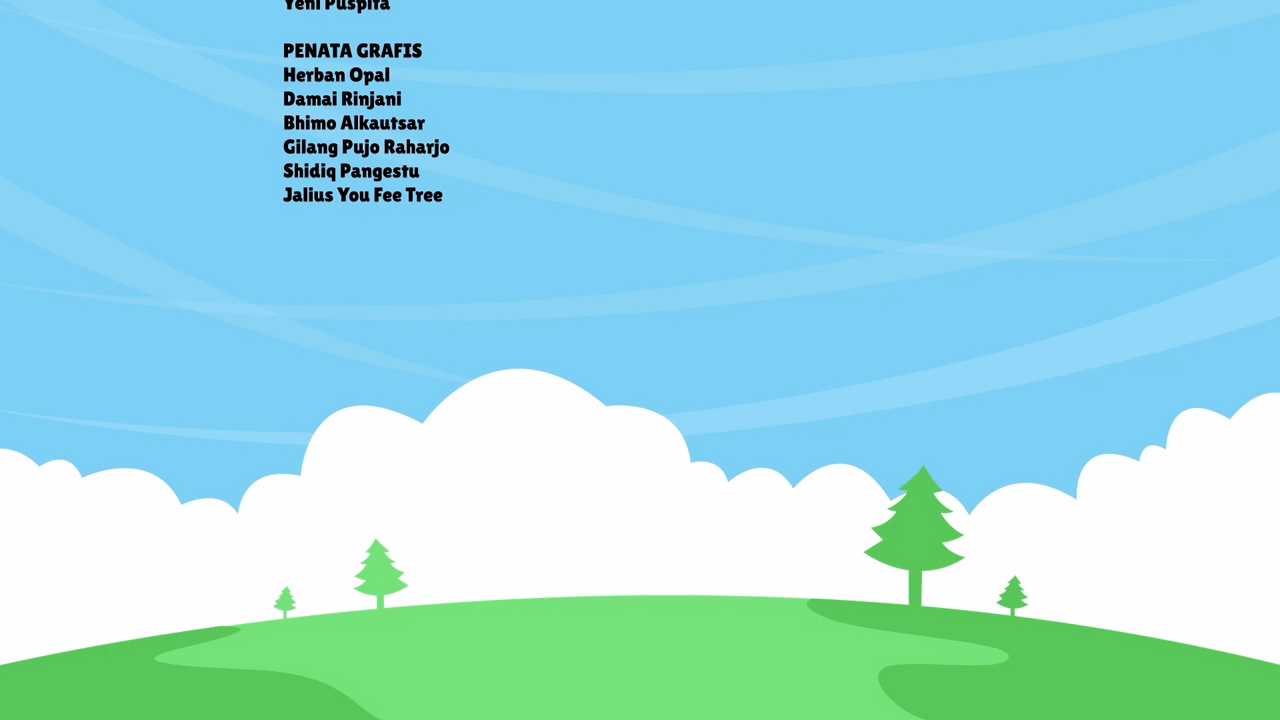 Yeni Puspita
PENATA GRAFIS
Herban Opal
Damai Rinjani
Bhimo Alkautsar
Gilang Pujo Raharjo
Shidiq Pangestu
Jalius You Fee Tree